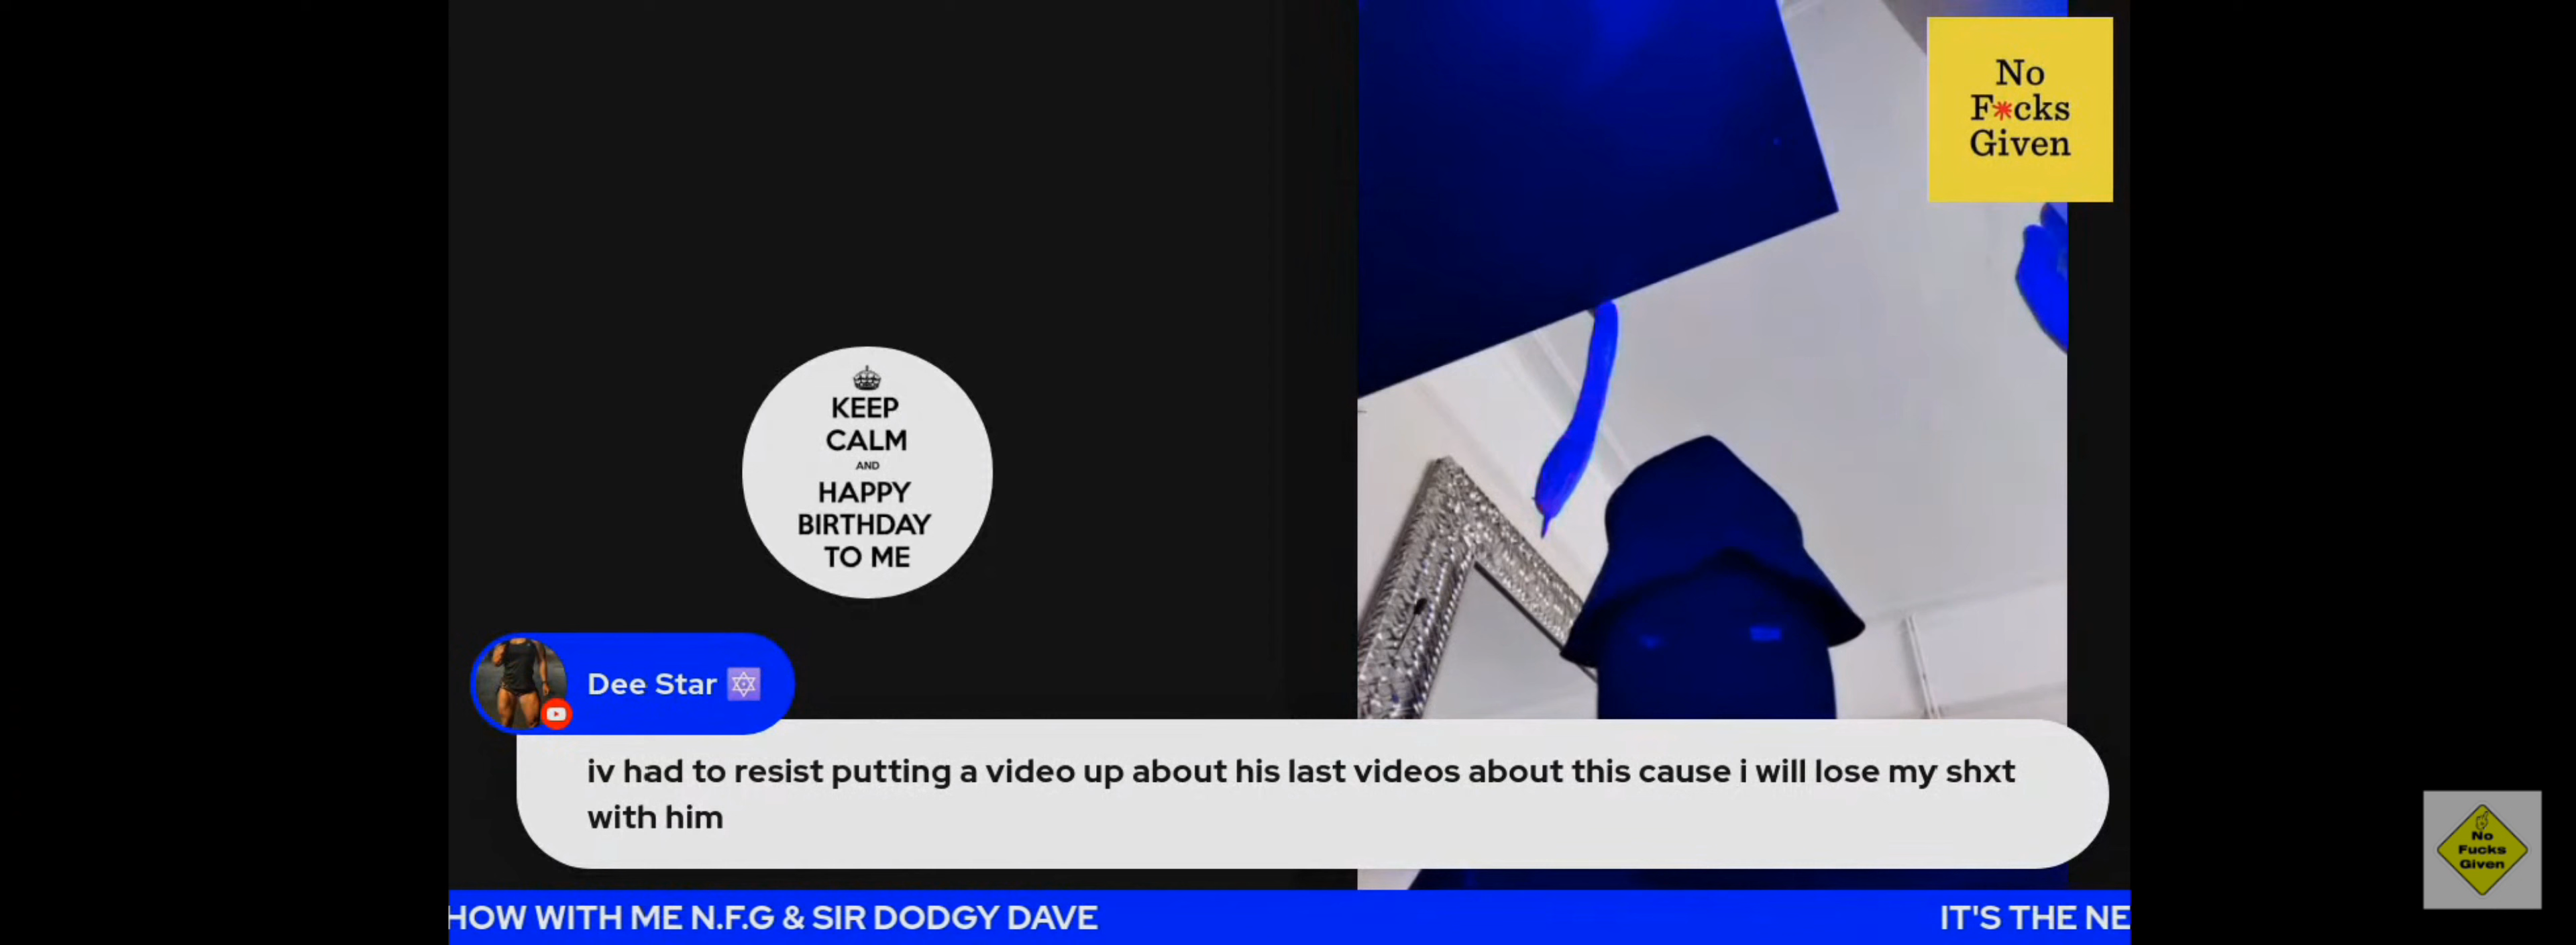 No
F*cks
Given
KEEP
CALM
AND
HAPPY
BIRTHDAY
TO ME
Dee Star 🔯
iv had to resist putting a video up about his last videos about this cause i will lose my shxt
with him
No
Fucks
Given
HOW WITH ME N.F.G & SIR DODGY DAVE IT'S THE NE